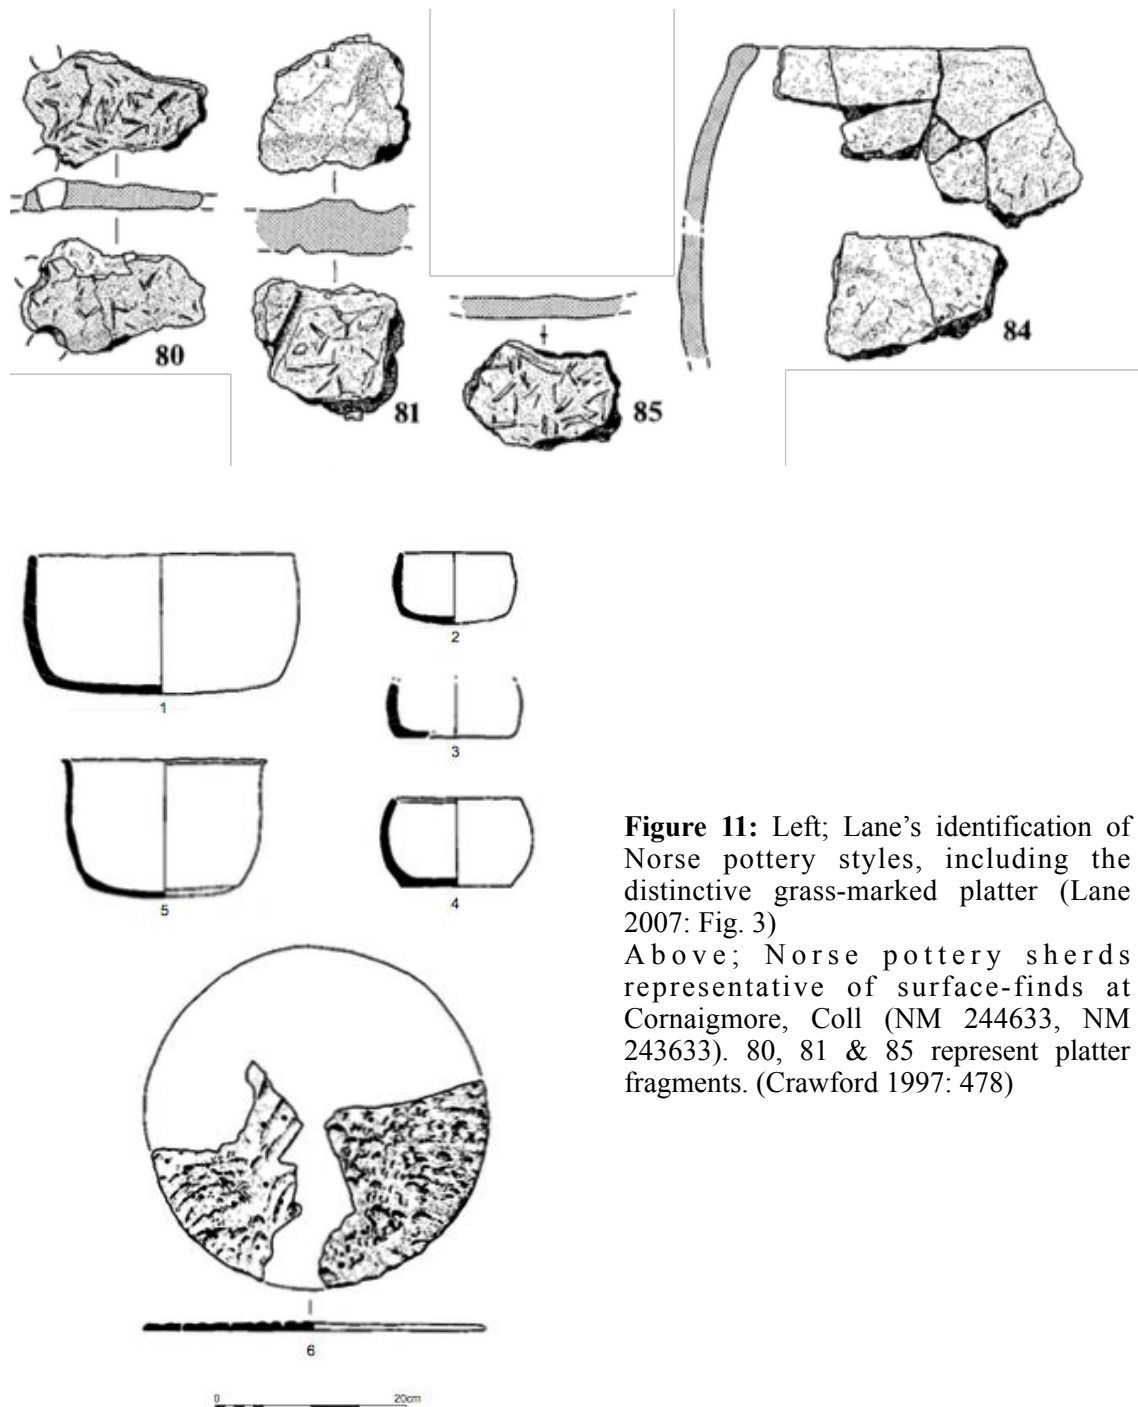 80
81
85
84
1
2
3
5
4
Figure 11: Left; Lane’s identification of
Norse pottery styles, including the
distinctive grass-marked platter (Lane
2007: Fig. 3)
Above; Norse pottery sherds
representative of surface-finds at
Cornaigmore, Coll (NM 244633, NM
243633). 80, 81 & 85 represent platter
fragments. (Crawford 1997: 478)
6
0 20cm